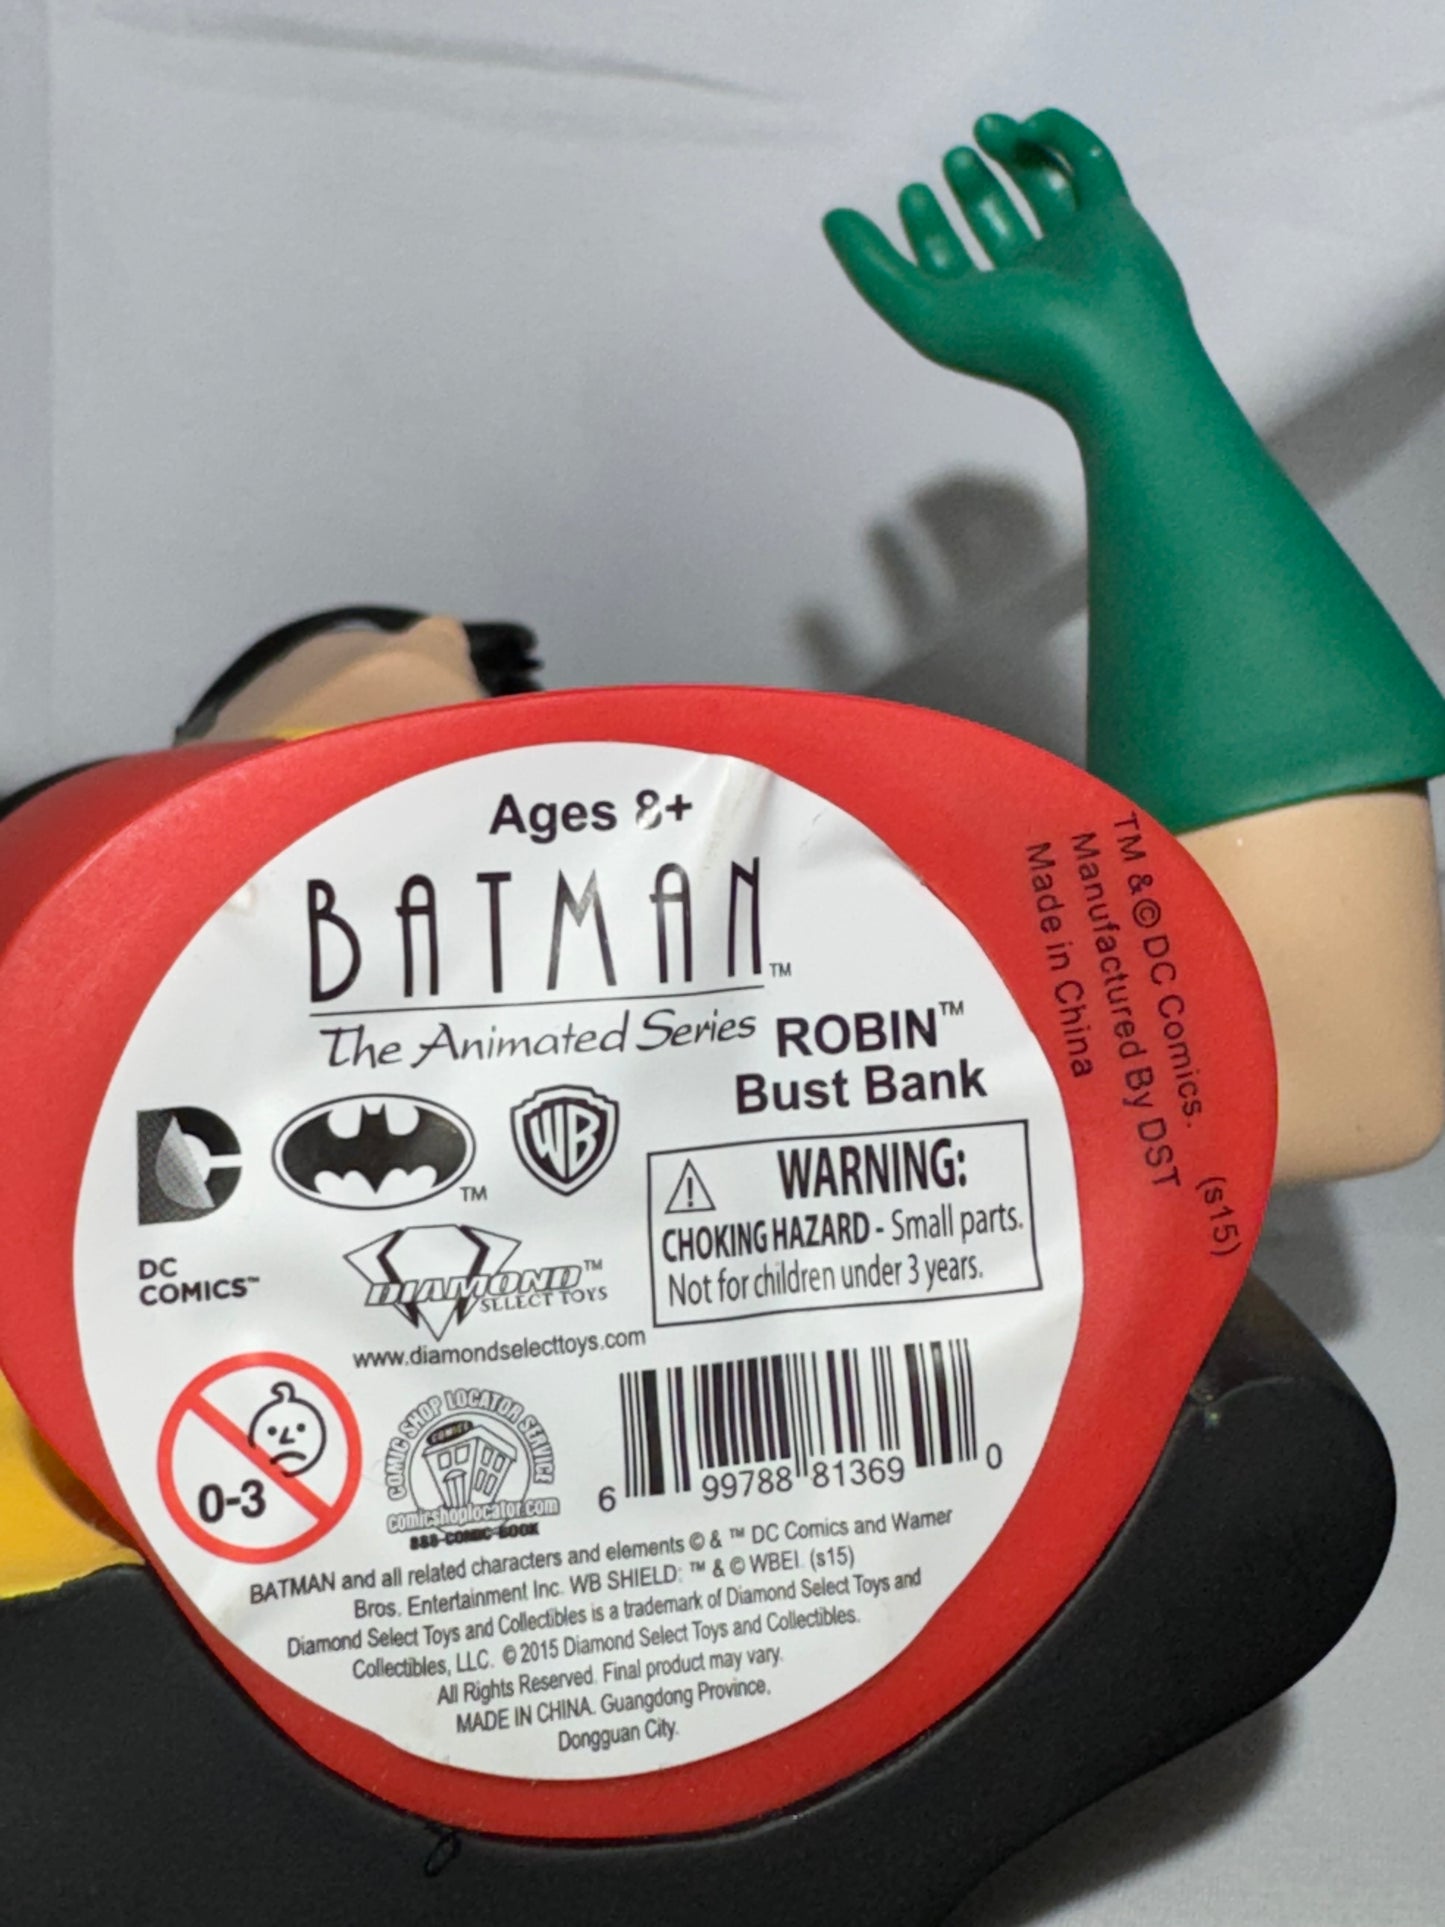 Ages 8+
BATMAN™
The Animated Series
ROBIN™
Bust Bank
WB
DC
COMICS™
DIAMOND™
SELECT TOYS
www.diamondselecttoys.com
WARNING:
CHOKING HAZARD - Small parts.
Not for children under 3 years.
0-3
COMIC SHOP LOCATOR SERVICE
COMICS
comicshoplocator.com
888-COMIC-BOOK
6 99788 81369 0
BATMAN and all related characters and elements © & ™ DC Comics and Warner
Bros. Entertainment Inc. WB SHIELD: ™ & © WBEI. (s15)
Diamond Select Toys and Collectibles is a trademark of Diamond Select Toys and
Collectibles, LLC. © 2015 Diamond Select Toys and Collectibles.
All Rights Reserved. Final product may vary.
MADE IN CHINA. Guangdong Province,
Dongguan City.
TM & © DC Comics. (s15)
Manufactured By DST
Made in China